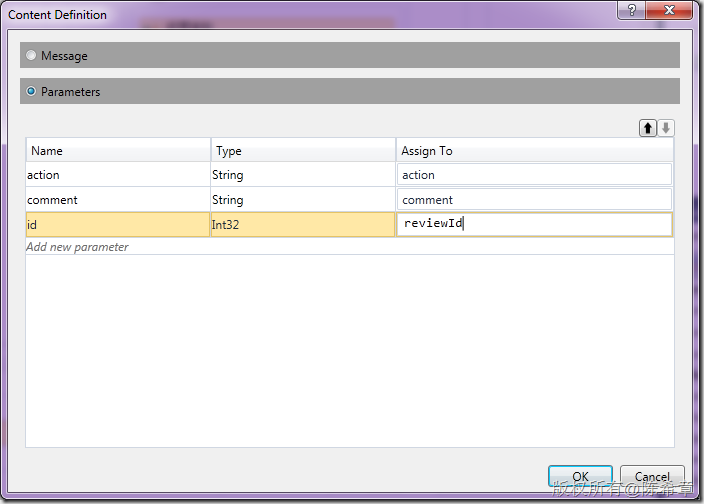 Content Definition
?
Message
Parameters
Name Type Assign To
action String action
comment String comment
id Int32 reviewId
Add new parameter
OK Cancel
版权所有@陈希章